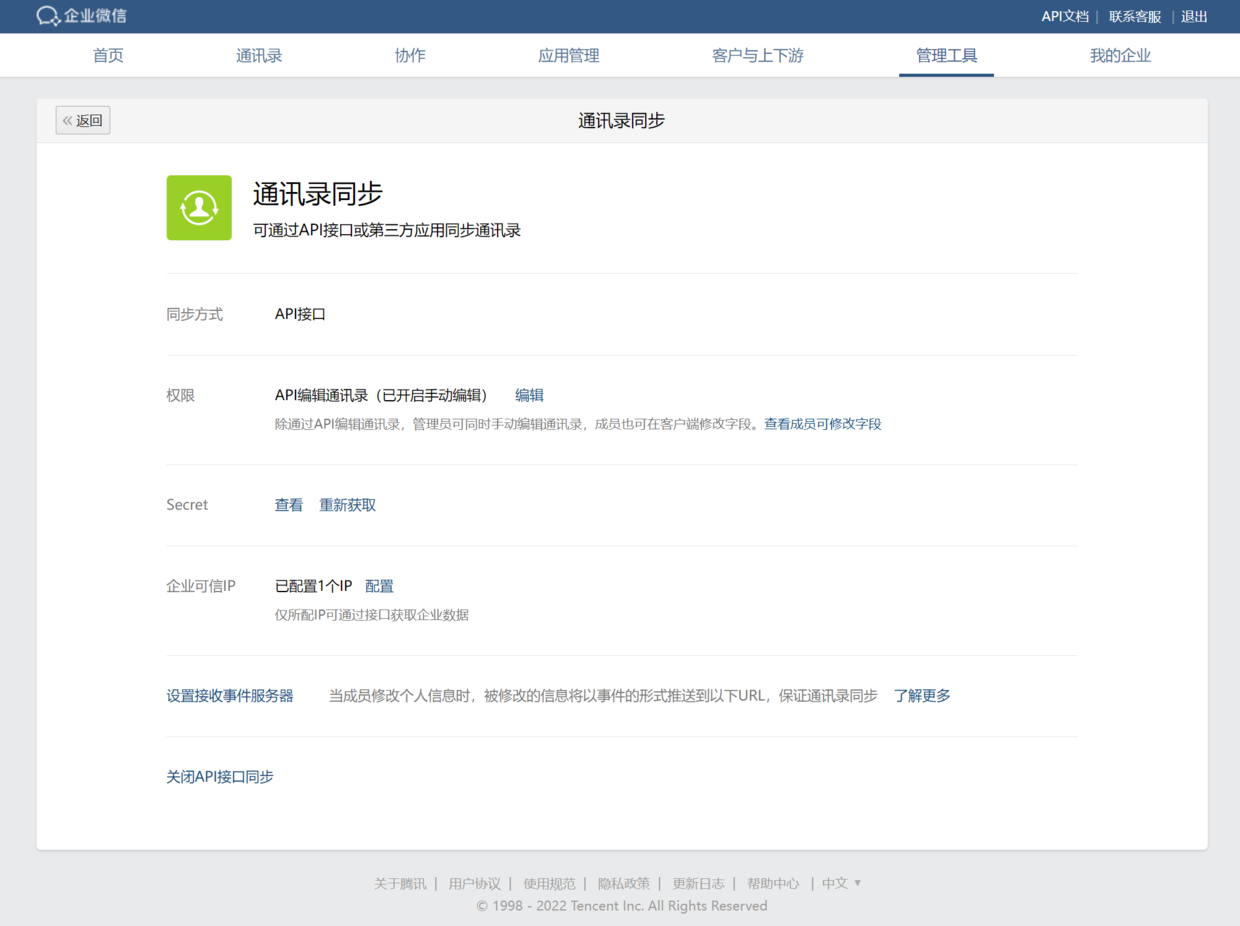 企业微信
API文档 | 联系客服 | 退出
首页 通讯录 协作 应用管理 客户与上下游 管理工具 我的企业
« 返回
通讯录同步
通讯录同步
可通过API接口或第三方应用同步通讯录
同步方式 API接口
权限 API编辑通讯录（已开启手动编辑） 编辑
除通过API编辑通讯录，管理员可同时手动编辑通讯录，成员也可在客户端修改字段。查看成员可修改字段
Secret 查看 重新获取
企业可信IP 已配置1个IP 配置
仅所配IP可通过接口获取企业数据
设置接收事件服务器 当成员修改个人信息时，被修改的信息将以事件的形式推送到以下URL，保证通讯录同步 了解更多
关闭API接口同步
关于腾讯 | 用户协议 | 使用规范 | 隐私政策 | 更新日志 | 帮助中心 | 中文 ▼
© 1998 - 2022 Tencent Inc. All Rights Reserved